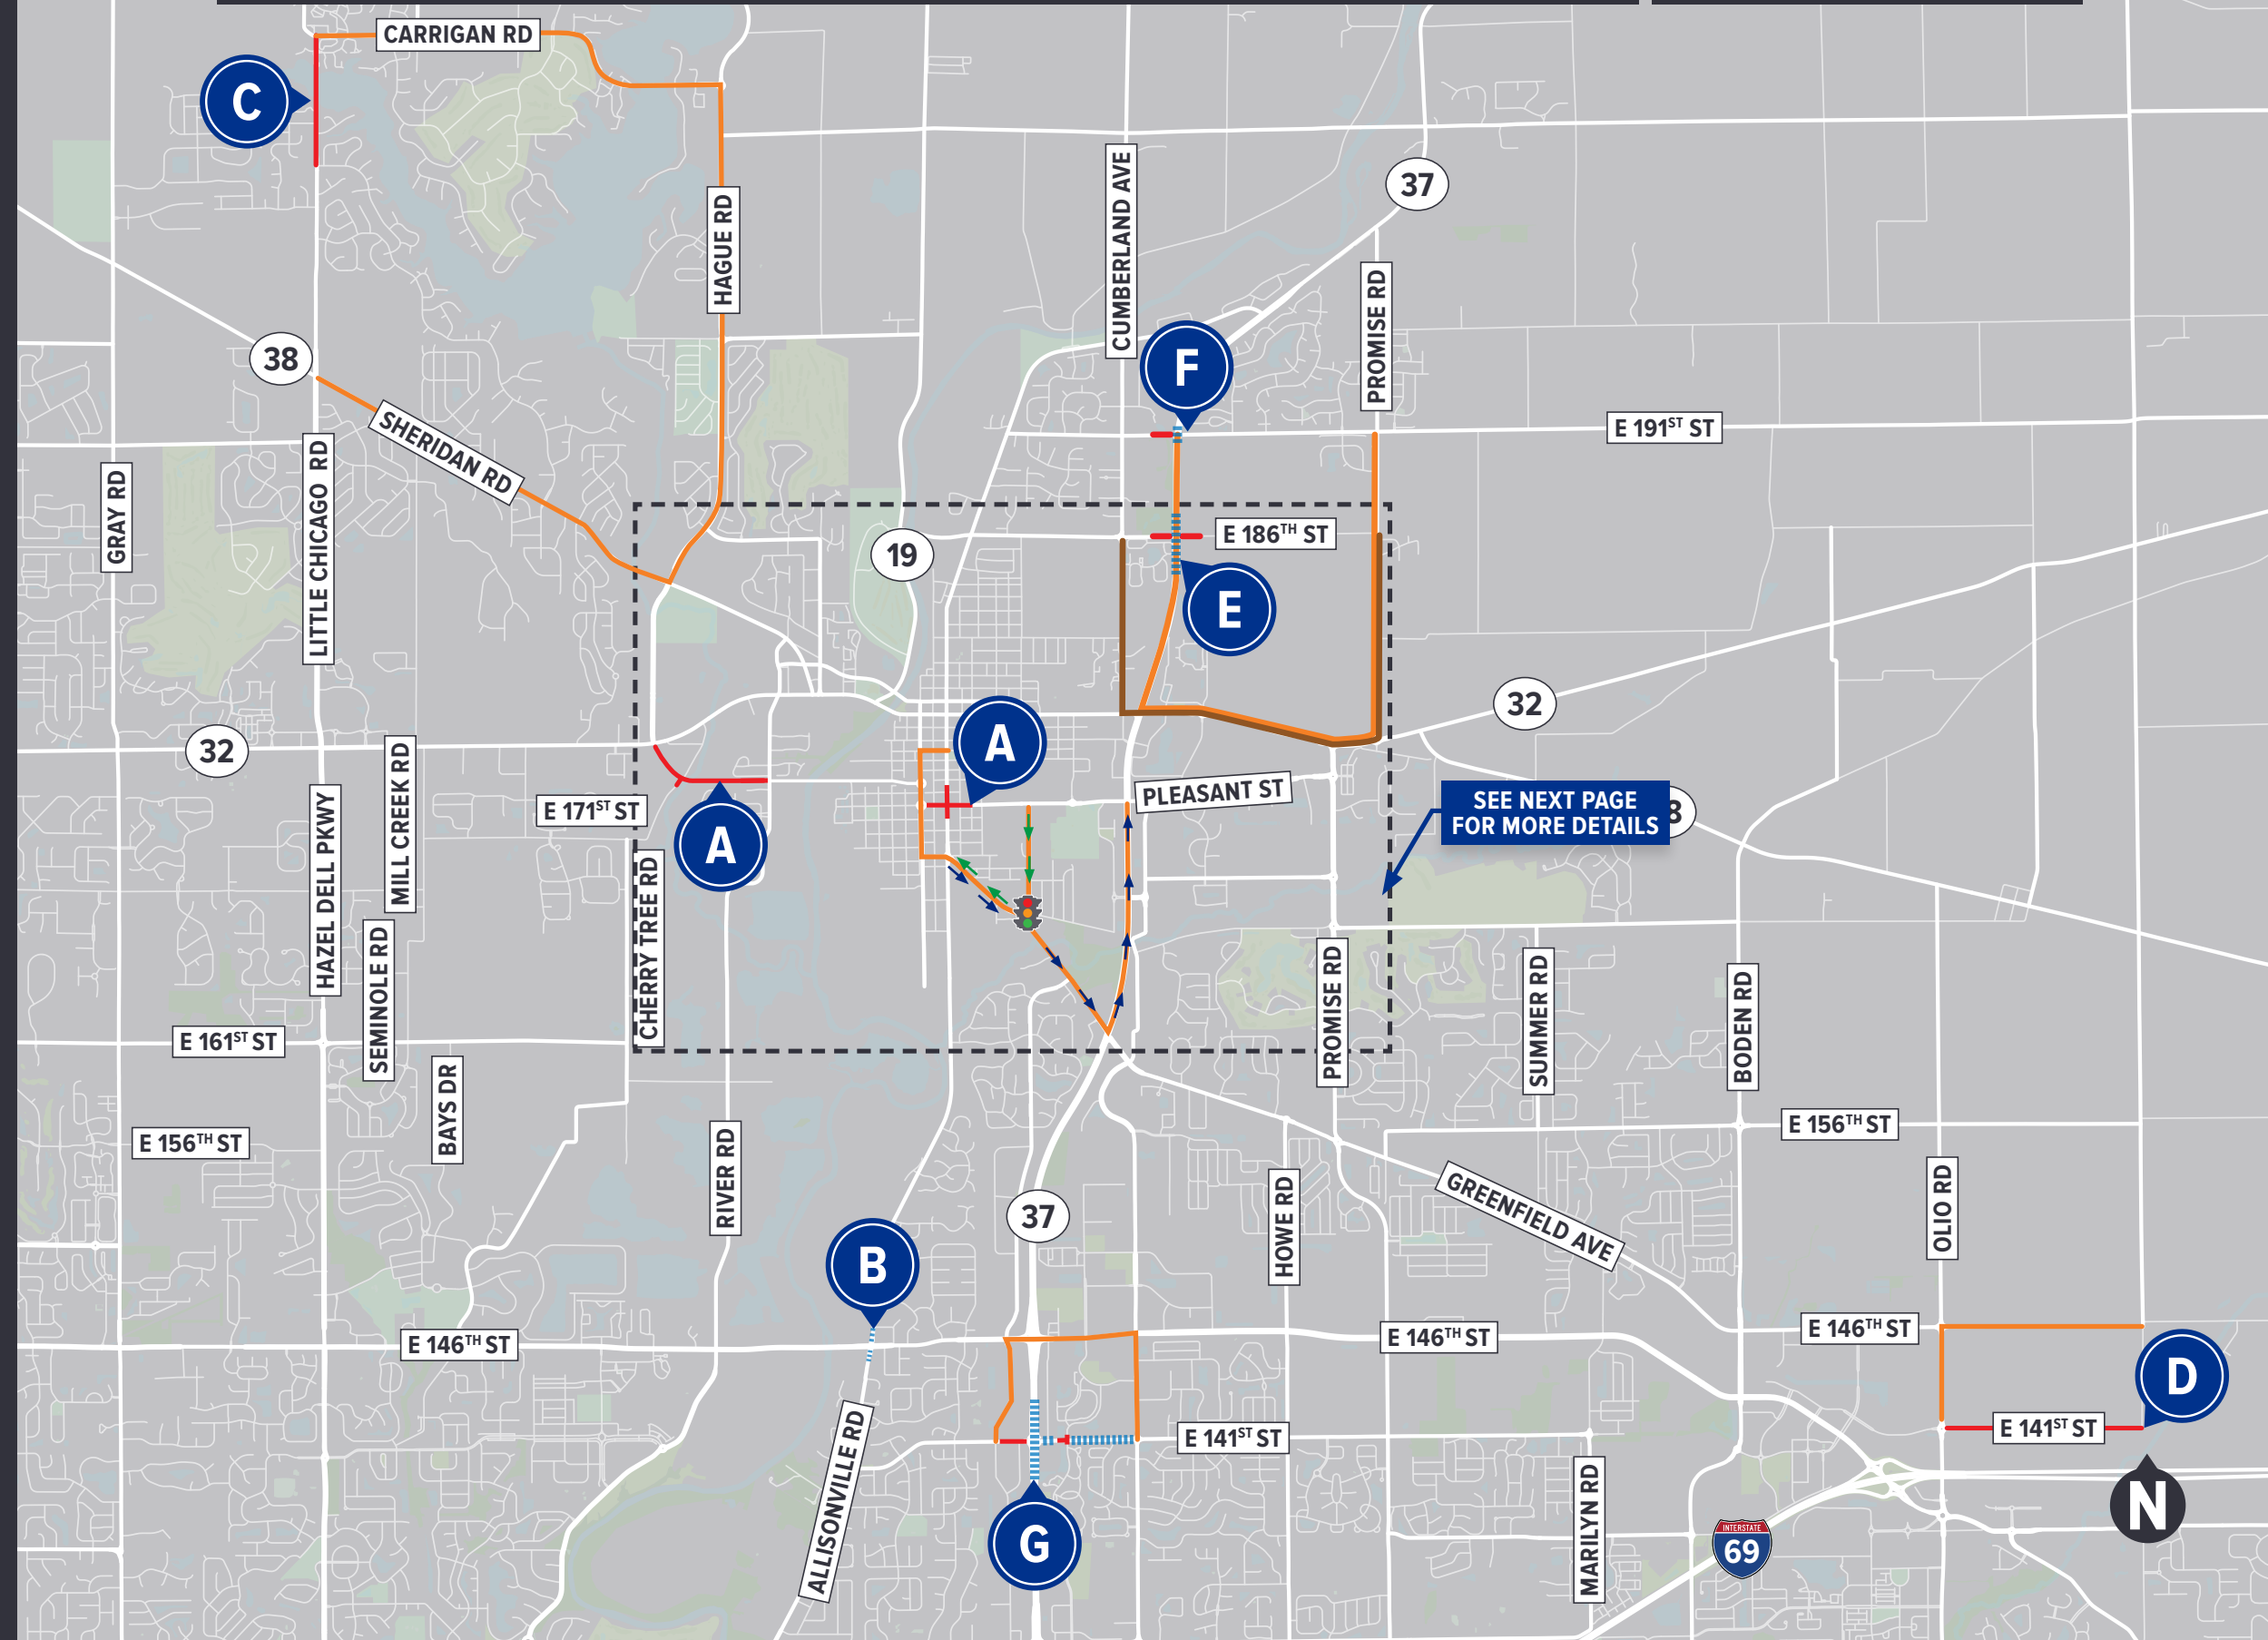 CARRIGAN RD
C
HAGUE RD
CUMBERLAND AVE
37
PROMISE RD
38
SHERIDAN RD
F
E 191ST ST
GRAY RD
LITTLE CHICAGO RD
19
E 186TH ST
E
32
32
A
MILL CREEK RD
HAZEL DELL PKWY
E 171ST ST
A
PLEASANT ST
SEE NEXT PAGE
FOR MORE DETAILS
8
CHERRY TREE RD
SEMINOLE RD
E 161ST ST
PROMISE RD
SUMMER RD
BODEN RD
BAYS DR
E 156TH ST
E 156TH ST
RIVER RD
37
HOWE RD
GREENFIELD AVE
OLIO RD
B
E 146TH ST
E 146TH ST
E 146TH ST
D
ALLISONVILLE RD
E 141ST ST
E 141ST ST
G
MARILYN RD
INTERSTATE
69
N